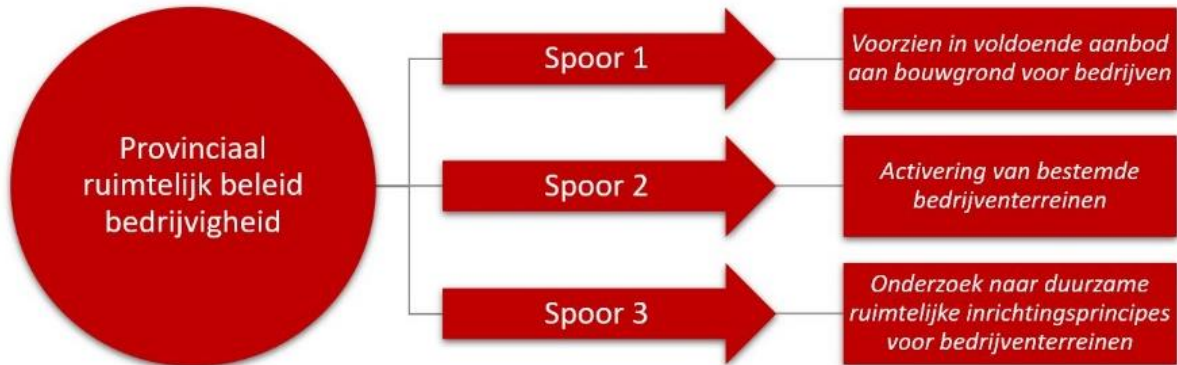 Provinciaal
ruimtelijk beleid
bedrijvigheid
Spoor 1
Voorzien in voldoende aanbod
aan bouwgrond voor bedrijven
Spoor 2
Activering van bestemde
bedrijventerreinen
Spoor 3
Onderzoek naar duurzame
ruimtelijke inrichtingsprincipes
voor bedrijventerreinen